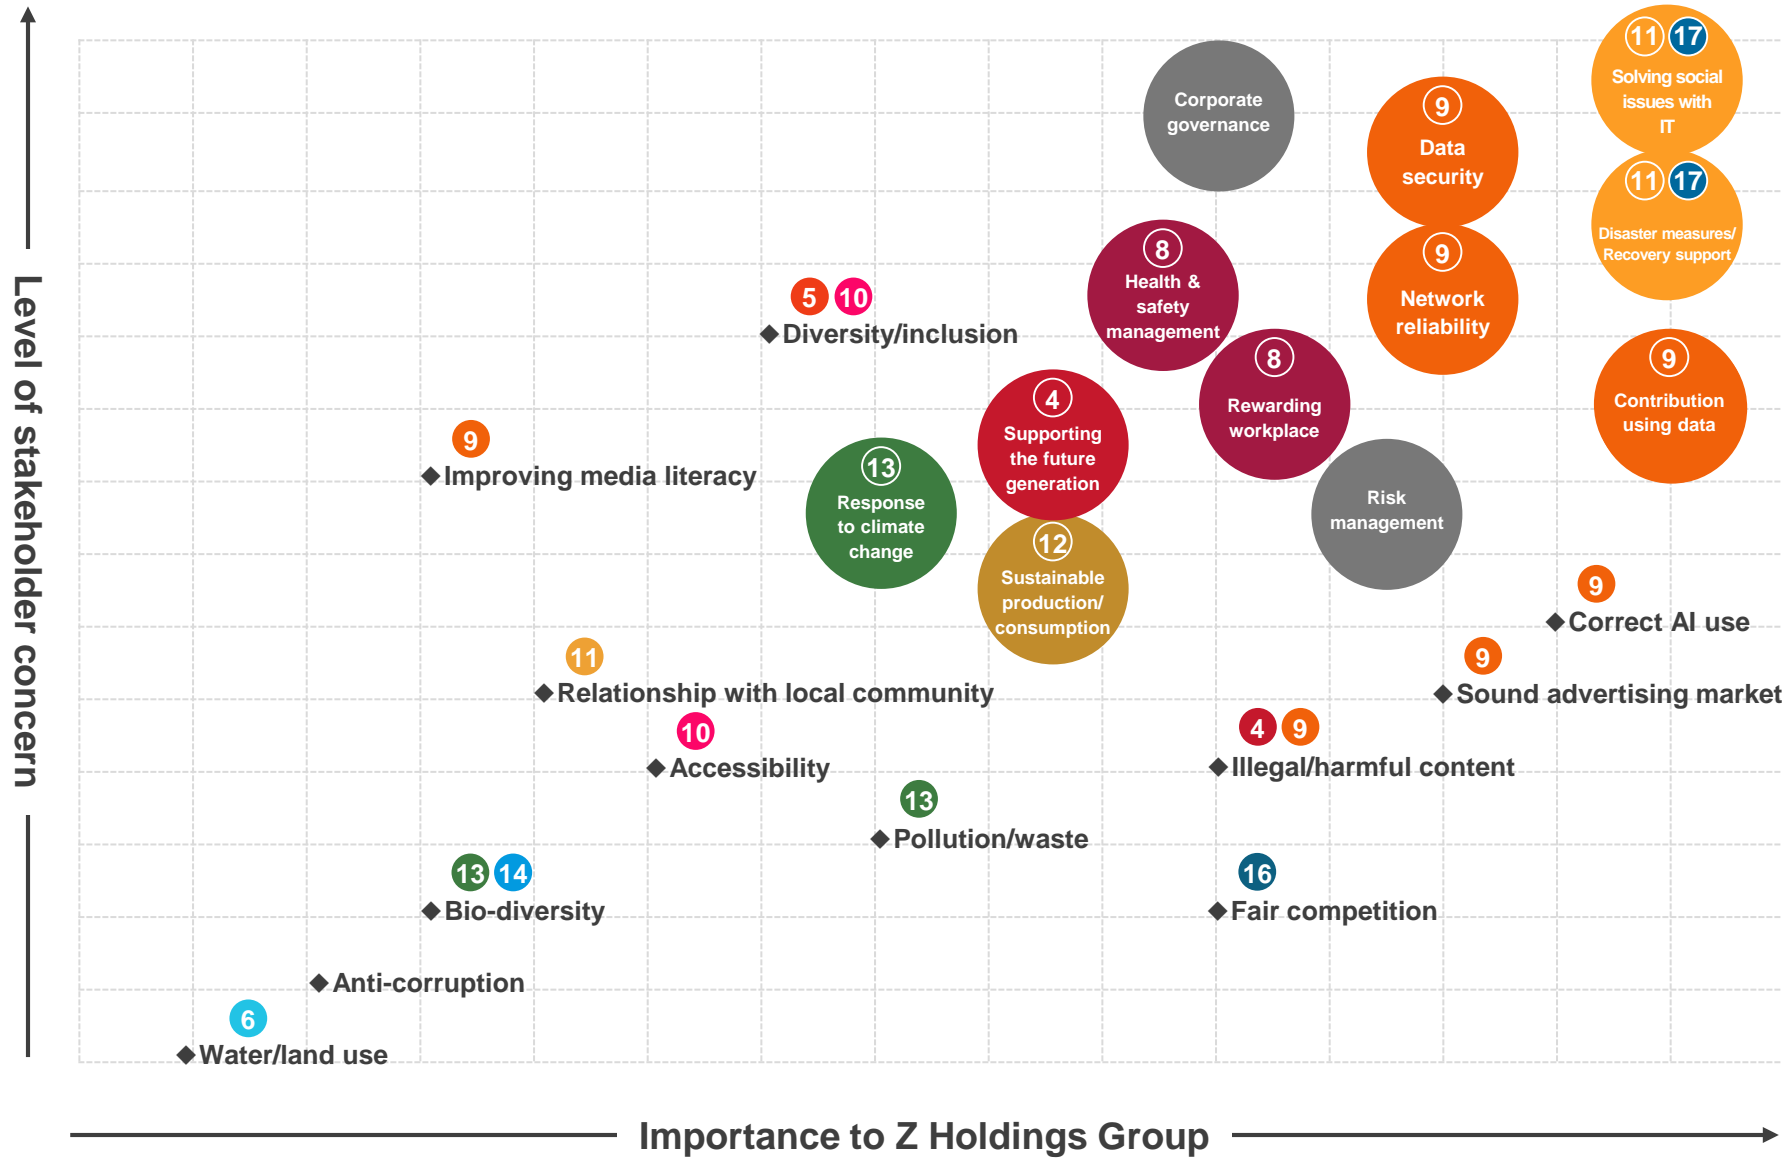 Level of stakeholder concern
11 17
Solving social
issues with
IT
Corporate
governance
9
Data
security
11 17
Disaster measures/
Recovery support
8
Health &
safety
management
9
Network
reliability
5 10
Diversity/inclusion
8
Rewarding
workplace
9
Contribution
using data
4
Supporting
the future
generation
9
Improving media literacy
13
Response
to climate
change
Risk
management
12
Sustainable
production/
consumption
9
Correct AI use
11
Relationship with local community
9
Sound advertising market
10
Accessibility
4 9
Illegal/harmful content
13
Pollution/waste
13 14
Bio-diversity
16
Fair competition
Anti-corruption
6
Water/land use
Importance to Z Holdings Group